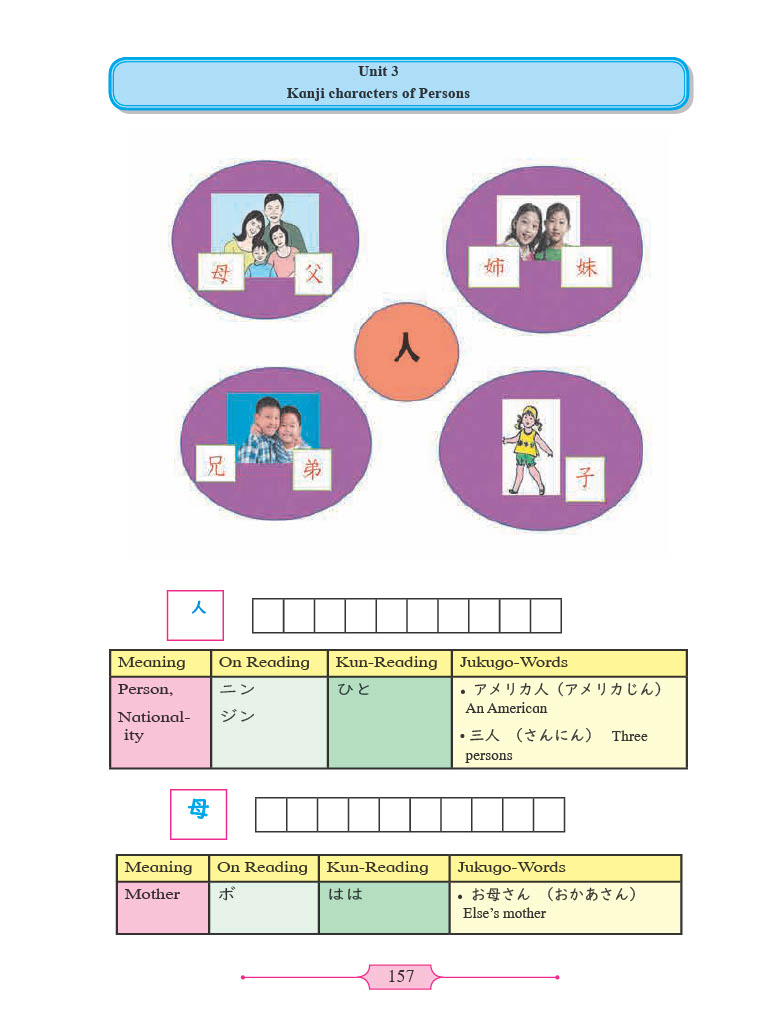 Unit 3
Kanji characters of Persons
母 父
姉 妹
人
兄 弟
子
人
Meaning On Reading Kun-Reading Jukugo-Words
Person, ニン ひと • アメリカ人（アメリカじん）
An American
National- ジン
ity
• 三人 （さんにん） Three
persons
母
Meaning On Reading Kun-Reading Jukugo-Words
Mother ボ はは • お母さん （おかあさん）
Else’s mother
157